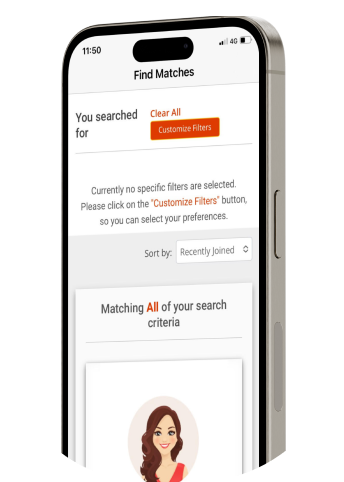 11:50
4G
Find Matches
You searched
for
Clear All
Customize Filters
Currently no specific filters are selected.
Please click on the "Customize Filters" button,
so you can select your preferences.
Sort by: Recently Joined
Matching All of your search
criteria